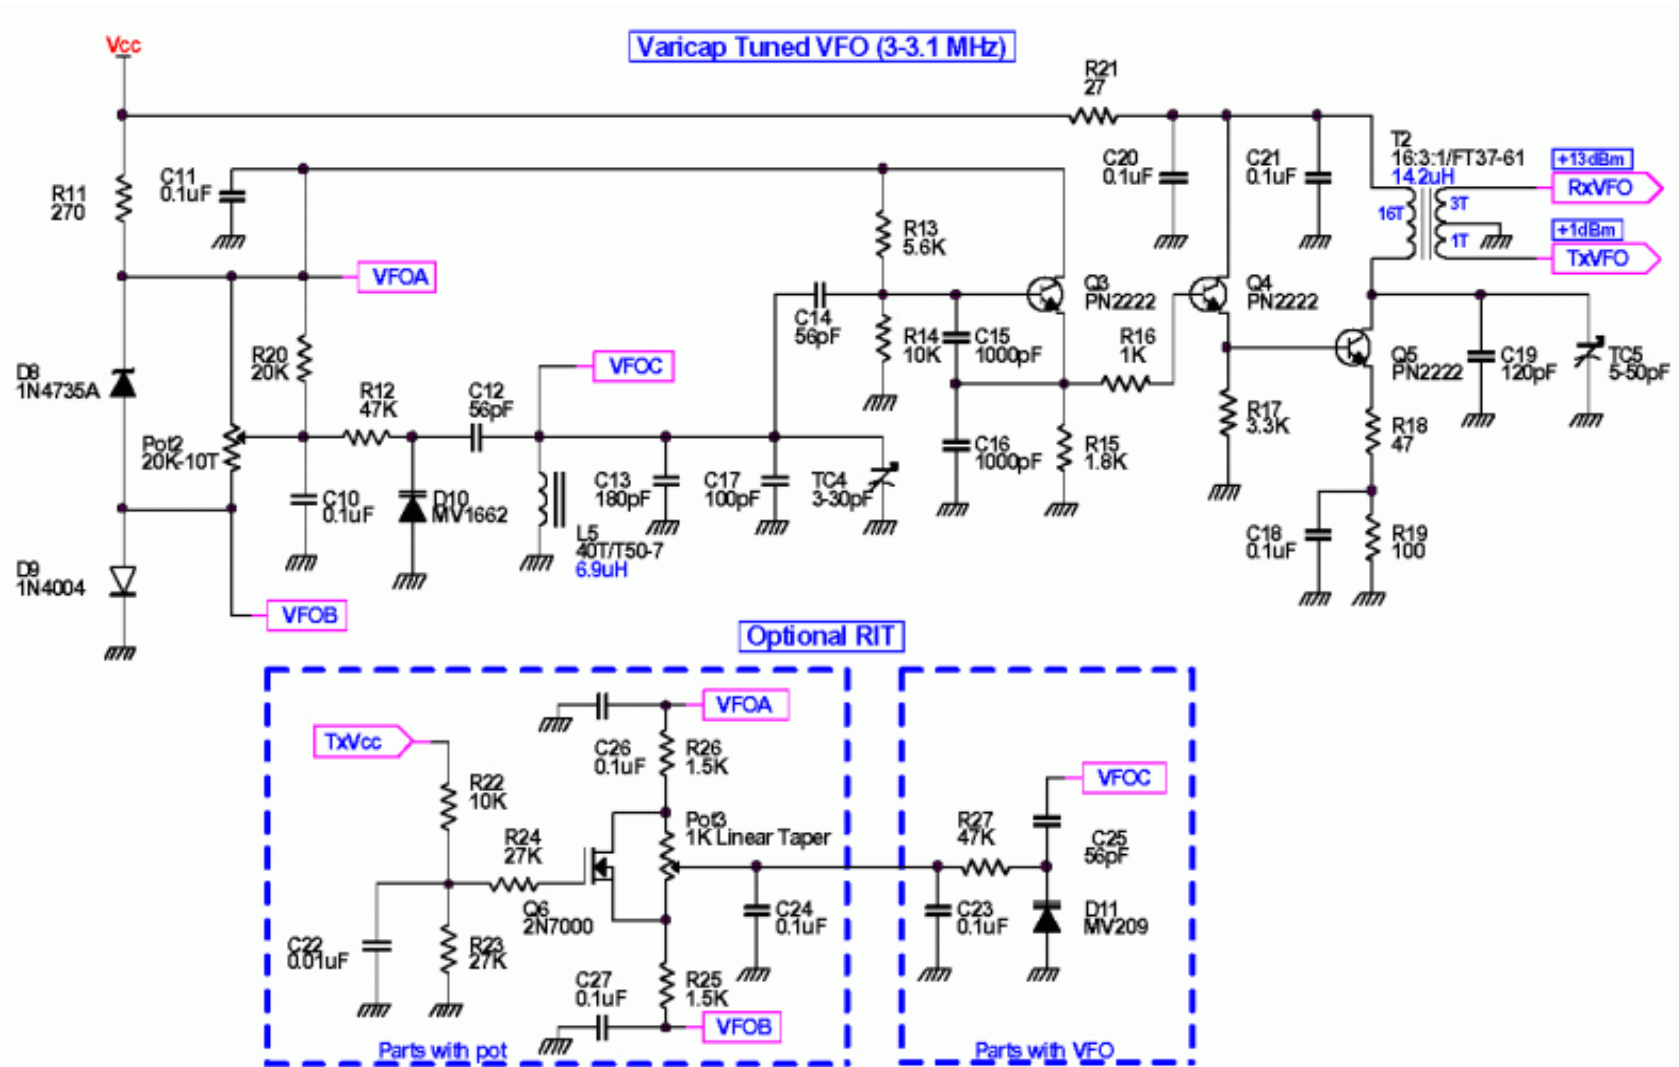 Vcc
Varicap Tuned VFO (3-3.1 MHz)
R21
27
T2
16:3:1/FT37-61
14.2uH
+13dBm
RxVFO
16T
3T
1T
+1dBm
TxVFO
C11
0.1uF
R11
270
C20
0.1uF
C21
0.1uF
R13
5.6K
VFOA
Q3
PN2222
Q4
PN2222
C14
56pF
R14
10K
C15
1000pF
R16
1K
Q5
PN2222
C19
120pF
TC5
5-50pF
R20
20K
VFOC
D8
1N4735A
R12
47K
C12
56pF
Pot2
20K-10T
R17
3.3K
R18
47
C16
1000pF
R15
1.8K
C10
0.1uF
D10
MV1662
C13
180pF
C17
100pF
TC4
3-30pF
L5
40T/T50-7
6.9uH
C18
0.1uF
R19
100
D9
1N4004
VFOB
Optional RIT
VFOA
TxVcc
C26
0.1uF
R26
1.5K
R22
10K
VFOC
Pot3
1K Linear Taper
R24
27K
R27
47K
C25
56pF
Q6
2N7000
C24
0.1uF
C23
0.1uF
D11
MV209
C22
0.01uF
R23
27K
C27
0.1uF
R25
1.5K
VFOB
Parts with pot
Parts with VFO